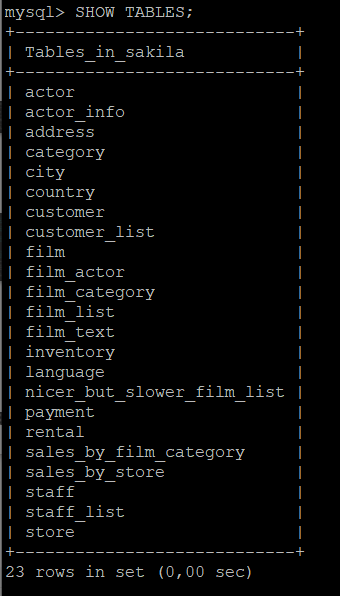 mysql> SHOW TABLES;
+----------------------------+
| Tables_in_sakila           |
+----------------------------+
| actor                      |
| actor_info                 |
| address                    |
| category                   |
| city                       |
| country                    |
| customer                   |
| customer_list              |
| film                       |
| film_actor                 |
| film_category              |
| film_list                  |
| film_text                  |
| inventory                  |
| language                   |
| nicer_but_slower_film_list |
| payment                    |
| rental                     |
| sales_by_film_category     |
| sales_by_store             |
| staff                      |
| staff_list                 |
| store                      |
+----------------------------+
23 rows in set (0,00 sec)